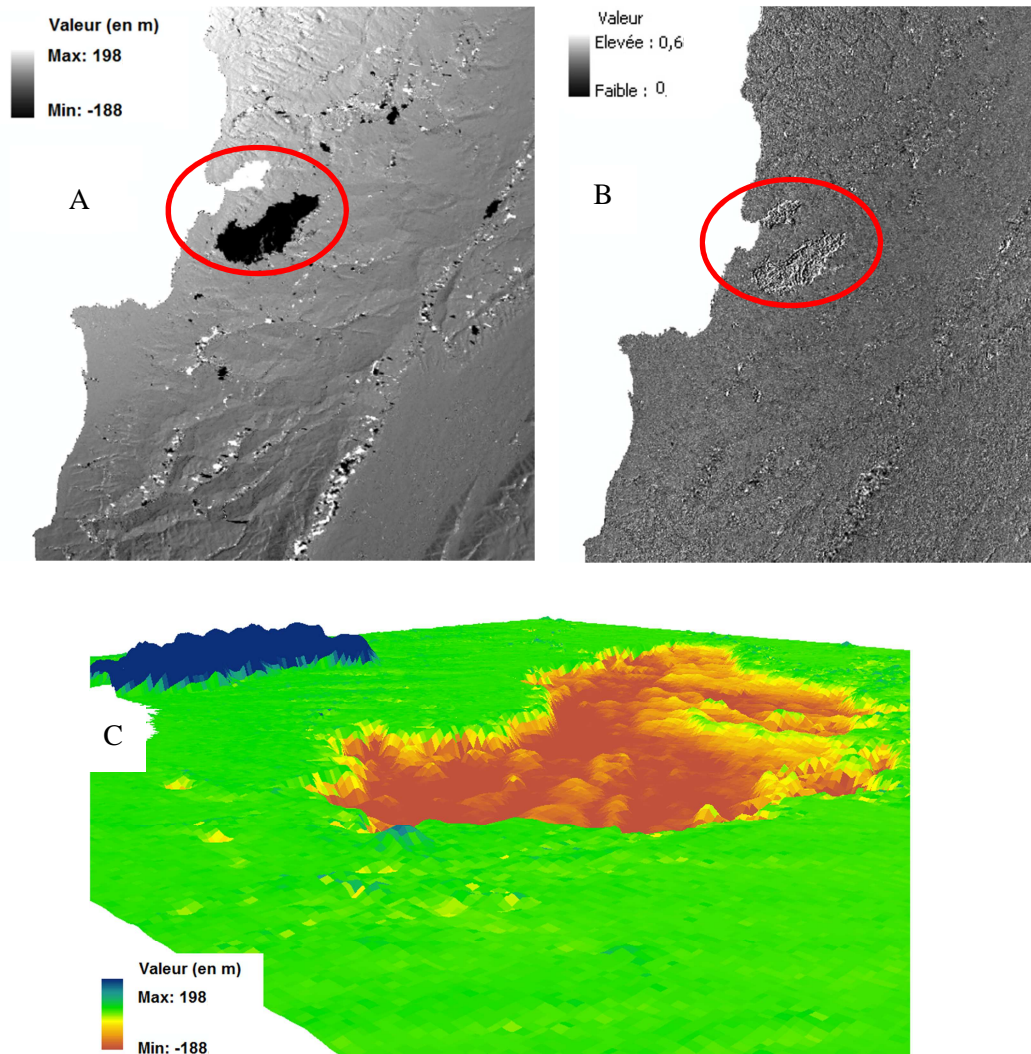 Valeur (en m)
Max: 198
Min: -188
A
Valeur
Elevée : 0,6
Faible : 0
B
C
Valeur (en m)
Max: 198
Min: -188